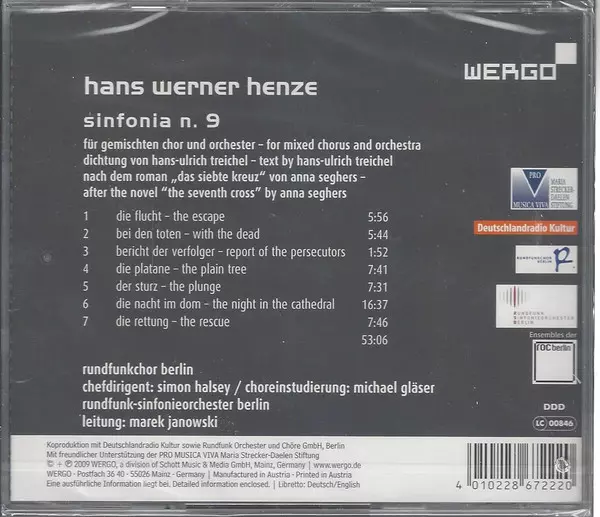 WERGO
hans werner henze
sinfonia n. 9
für gemischten chor und orchester – for mixed chorus and orchestra
dichtung von hans-ulrich treichel – text by hans-ulrich treichel
nach dem roman „das siebte kreuz" von anna seghers –
after the novel "the seventh cross" by anna seghers
1 die flucht – the escape 5:56
2 bei den toten – with the dead 5:44
3 bericht der verfolger – report of the persecutors 1:52
4 die platane – the plain tree 7:41
5 der sturz – the plunge 7:31
6 die nacht im dom – the night in the cathedral 16:37
7 die rettung – the rescue 7:46
53:06
PRO
MUSICA VIVA
MARIA
STRECKER-
DAELEN
STIFTUNG
Deutschlandradio Kultur
RUNDFUNKCHOR
BERLIN
RUNDFUNK
SINFONIEORCHESTER
BERLIN
Ensembles der
roc berlin
rundfunkchor berlin
chefdirigent: simon halsey / choreinstudierung: michael gläser
rundfunk-sinfonieorchester berlin
leitung: marek janowski
DDD
LC 00846
Koproduktion mit Deutschlandradio Kultur sowie Rundfunk Orchester und Chöre GmbH, Berlin
Mit freundlicher Unterstützung der PRO MUSICA VIVA Maria Strecker-Daelen Stiftung
© + ℗ 2009 WERGO, a division of Schott Music & Media GmbH, Mainz, Germany | www.wergo.de
WERGO – Postfach 36 40 – 55026 Mainz – Germany | Manufactured in Austria | Printed in Austria
Eine ausführliche Information liegt bei. Detailed information enclosed. | Libretto: Deutsch/English
4 010228 672220